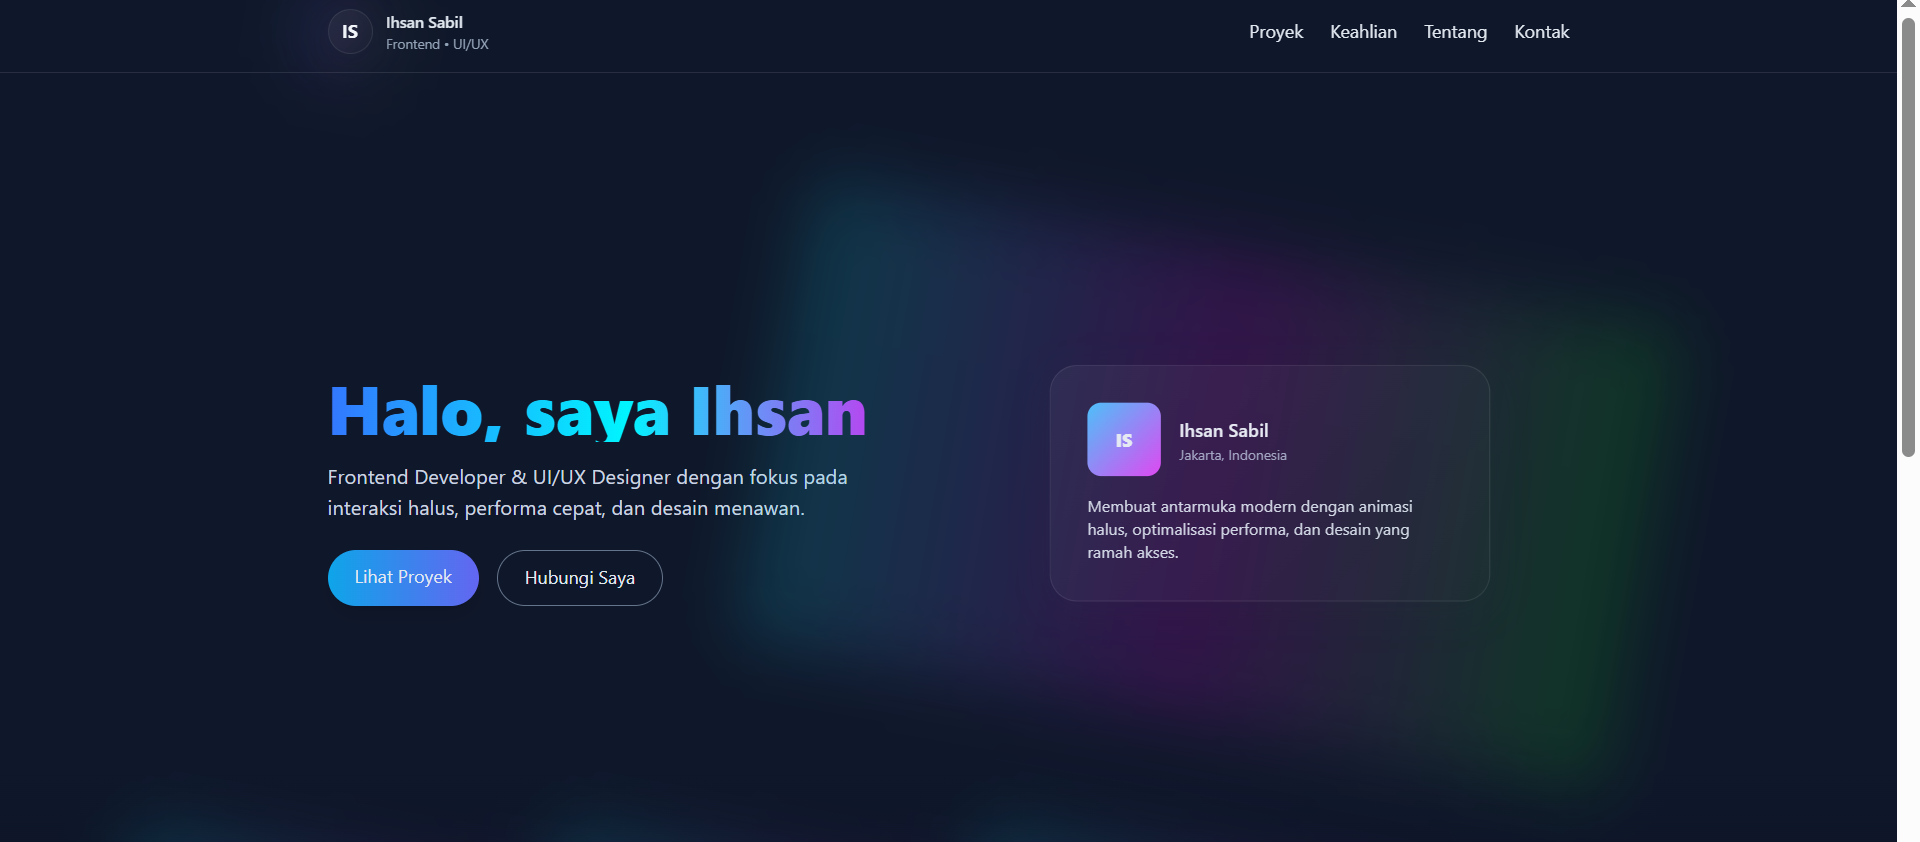 IS
Ihsan Sabil
Frontend • UI/UX
Proyek Keahlian Tentang Kontak
Halo, saya Ihsan
Frontend Developer & UI/UX Designer dengan fokus pada
interaksi halus, performa cepat, dan desain menawan.
Lihat Proyek
Hubungi Saya
IS
Ihsan Sabil
Jakarta, Indonesia
Membuat antarmuka modern dengan animasi
halus, optimalisasi performa, dan desain yang
ramah akses.